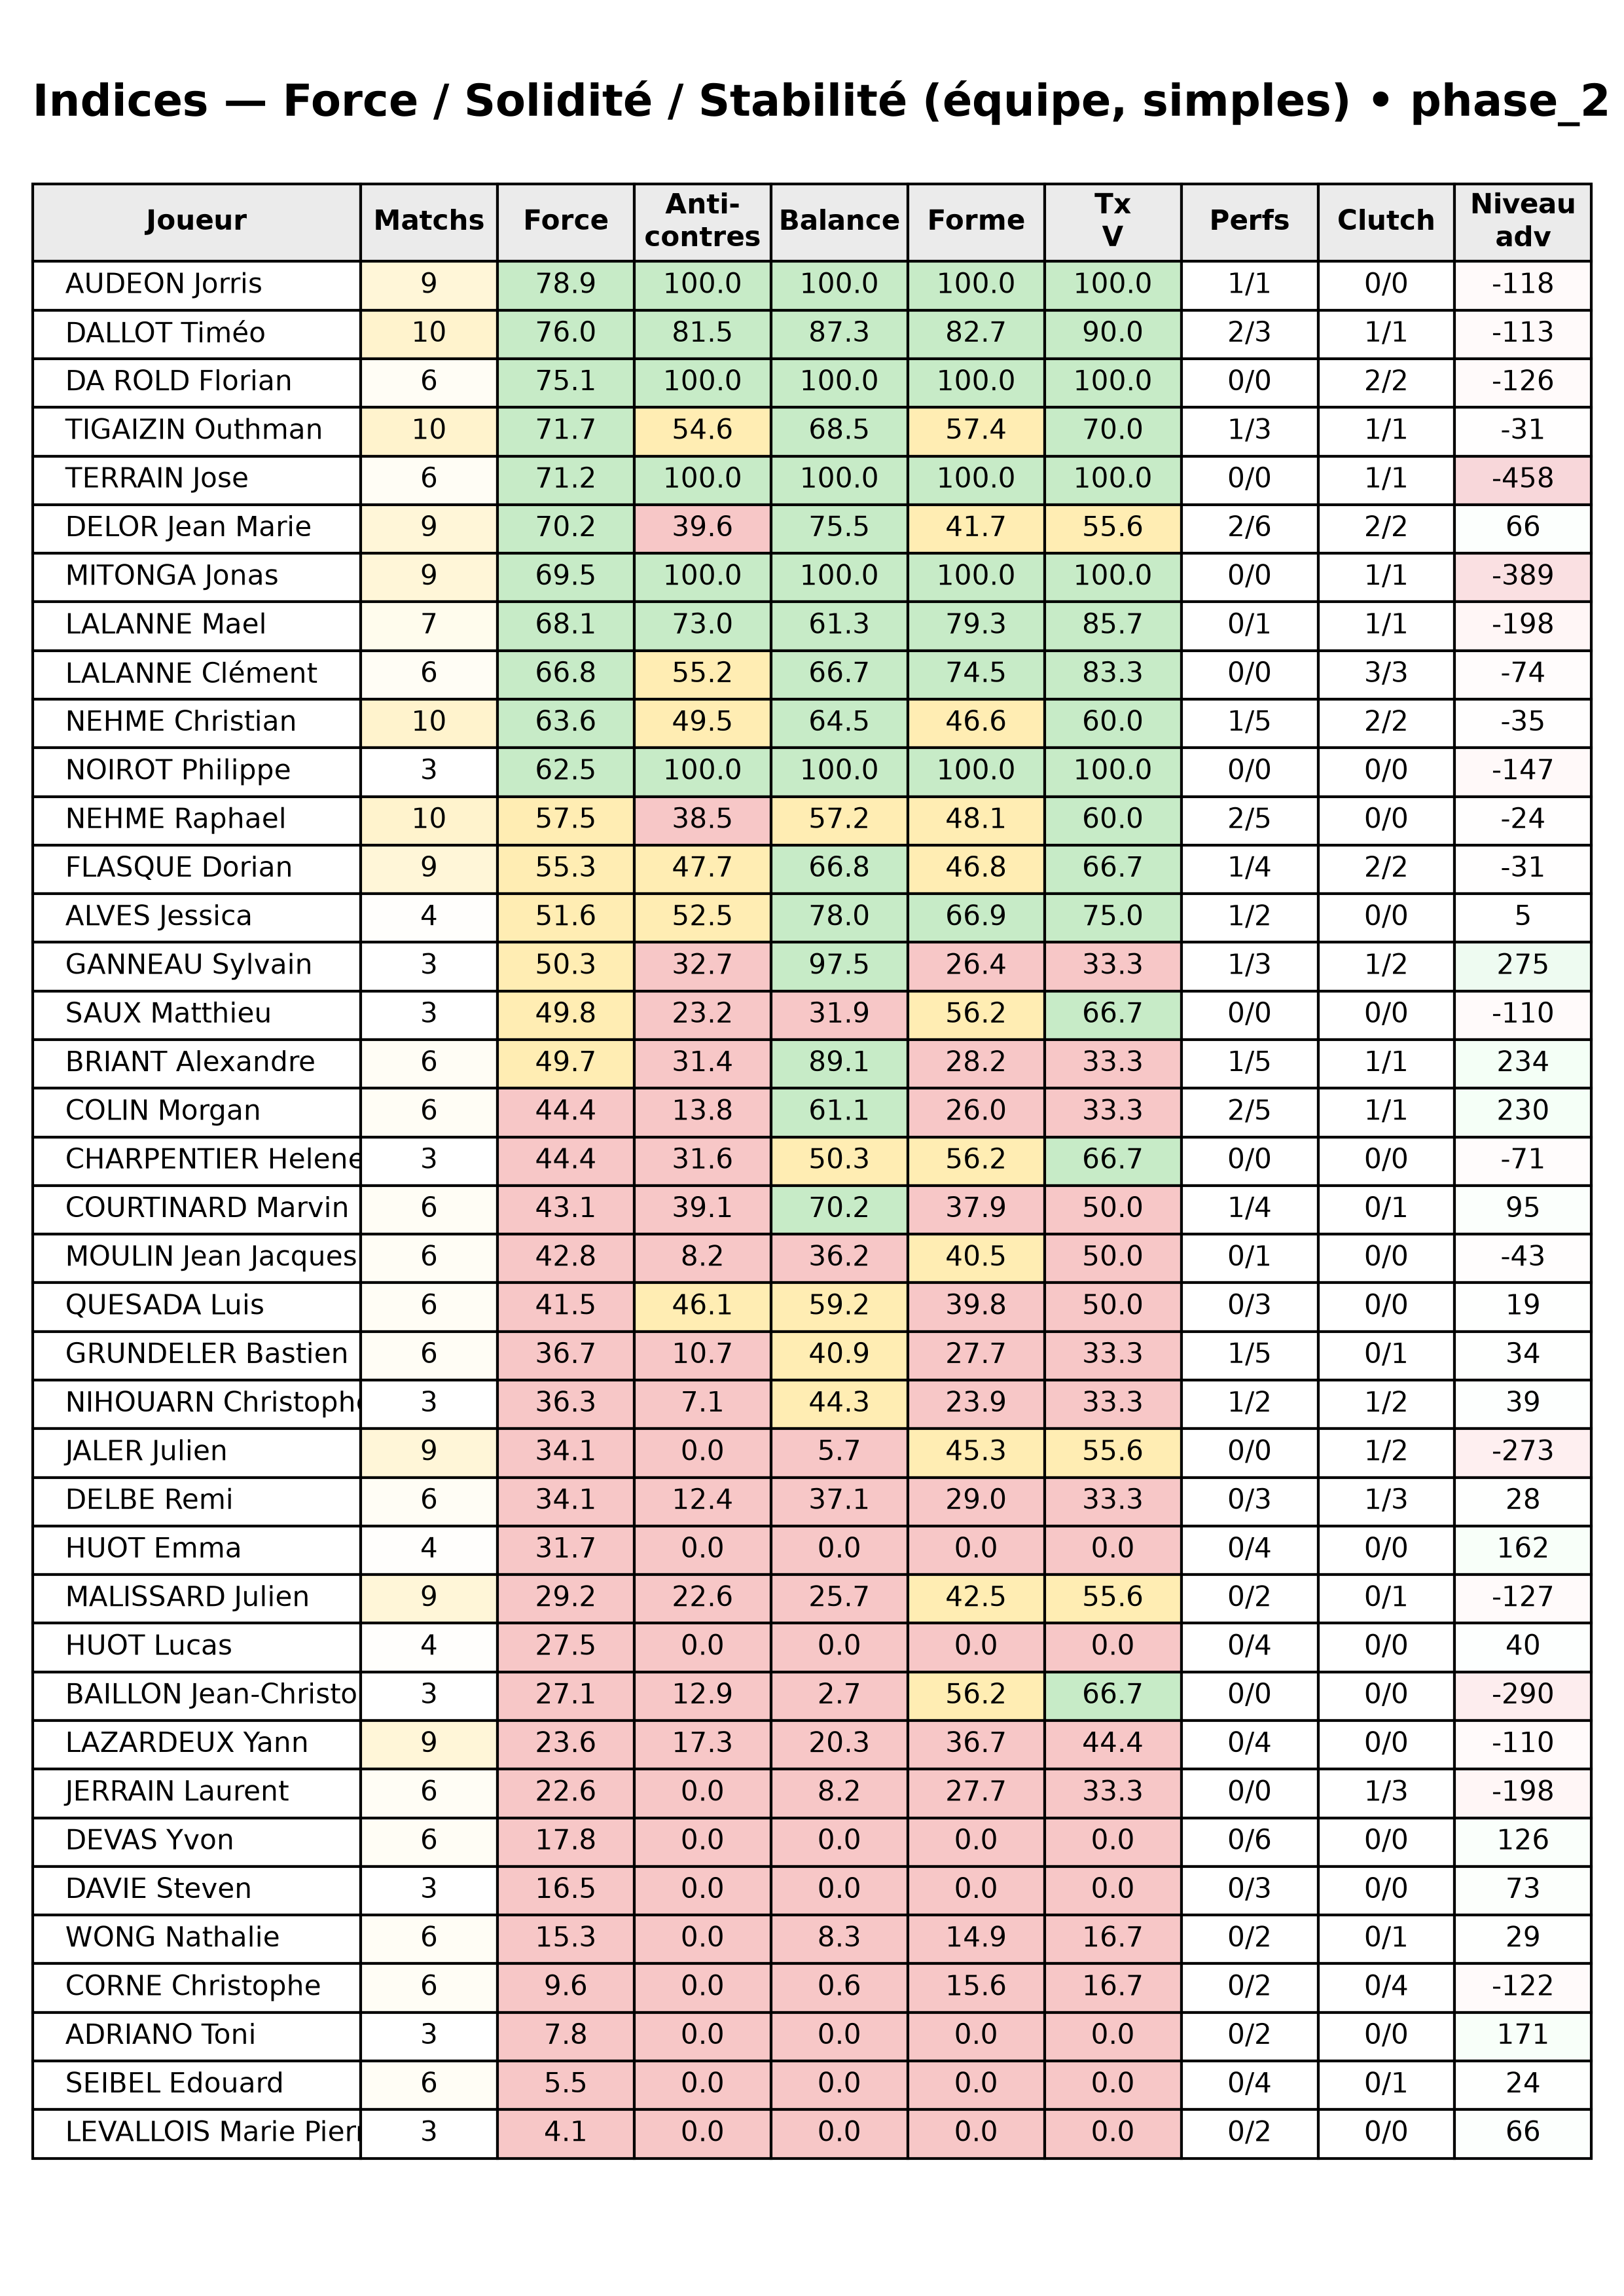 Indices — Force / Solidité / Stabilité (équipe, simples) • phase_2
Joueur Matchs Force Anti-contres Balance Forme Tx V Perfs Clutch Niveau adv
AUDEON Jorris 9 78.9 100.0 100.0 100.0 100.0 1/1 0/0 -118
DALLOT Timéo 10 76.0 81.5 87.3 82.7 90.0 2/3 1/1 -113
DA ROLD Florian 6 75.1 100.0 100.0 100.0 100.0 0/0 2/2 -126
TIGAIZIN Outhman 10 71.7 54.6 68.5 57.4 70.0 1/3 1/1 -31
TERRAIN Jose 6 71.2 100.0 100.0 100.0 100.0 0/0 1/1 -458
DELOR Jean Marie 9 70.2 39.6 75.5 41.7 55.6 2/6 2/2 66
MITONGA Jonas 9 69.5 100.0 100.0 100.0 100.0 0/0 1/1 -389
LALANNE Mael 7 68.1 73.0 61.3 79.3 85.7 0/1 1/1 -198
LALANNE Clément 6 66.8 55.2 66.7 74.5 83.3 0/0 3/3 -74
NEHME Christian 10 63.6 49.5 64.5 46.6 60.0 1/5 2/2 -35
NOIROT Philippe 3 62.5 100.0 100.0 100.0 100.0 0/0 0/0 -147
NEHME Raphael 10 57.5 38.5 57.2 48.1 60.0 2/5 0/0 -24
FLASQUE Dorian 9 55.3 47.7 66.8 46.8 66.7 1/4 2/2 -31
ALVES Jessica 4 51.6 52.5 78.0 66.9 75.0 1/2 0/0 5
GANNEAU Sylvain 3 50.3 32.7 97.5 26.4 33.3 1/3 1/2 275
SAUX Matthieu 3 49.8 23.2 31.9 56.2 66.7 0/0 0/0 -110
BRIANT Alexandre 6 49.7 31.4 89.1 28.2 33.3 1/5 1/1 234
COLIN Morgan 6 44.4 13.8 61.1 26.0 33.3 2/5 1/1 230
CHARPENTIER Helene 3 44.4 31.6 50.3 56.2 66.7 0/0 0/0 -71
COURTINARD Marvin 6 43.1 39.1 70.2 37.9 50.0 1/4 0/1 95
MOULIN Jean Jacques 6 42.8 8.2 36.2 40.5 50.0 0/1 0/0 -43
QUESADA Luis 6 41.5 46.1 59.2 39.8 50.0 0/3 0/0 19
GRUNDELER Bastien 6 36.7 10.7 40.9 27.7 33.3 1/5 0/1 34
NIHOUARN Christophe 3 36.3 7.1 44.3 23.9 33.3 1/2 1/2 39
JALER Julien 9 34.1 0.0 5.7 45.3 55.6 0/0 1/2 -273
DELBE Remi 6 34.1 12.4 37.1 29.0 33.3 0/3 1/3 28
HUOT Emma 4 31.7 0.0 0.0 0.0 0.0 0/4 0/0 162
MALISSARD Julien 9 29.2 22.6 25.7 42.5 55.6 0/2 0/1 -127
HUOT Lucas 4 27.5 0.0 0.0 0.0 0.0 0/4 0/0 40
BAILLON Jean-Christo 3 27.1 12.9 2.7 56.2 66.7 0/0 0/0 -290
LAZARDEUX Yann 9 23.6 17.3 20.3 36.7 44.4 0/4 0/0 -110
JERRAIN Laurent 6 22.6 0.0 8.2 27.7 33.3 0/0 1/3 -198
DEVAS Yvon 6 17.8 0.0 0.0 0.0 0.0 0/6 0/0 126
DAVIE Steven 3 16.5 0.0 0.0 0.0 0.0 0/3 0/0 73
WONG Nathalie 6 15.3 0.0 8.3 14.9 16.7 0/2 0/1 29
CORNE Christophe 6 9.6 0.0 0.6 15.6 16.7 0/2 0/4 -122
ADRIANO Toni 3 7.8 0.0 0.0 0.0 0.0 0/2 0/0 171
SEIBEL Edouard 6 5.5 0.0 0.0 0.0 0.0 0/4 0/1 24
LEVALLOIS Marie Pierr 3 4.1 0.0 0.0 0.0 0.0 0/2 0/0 66